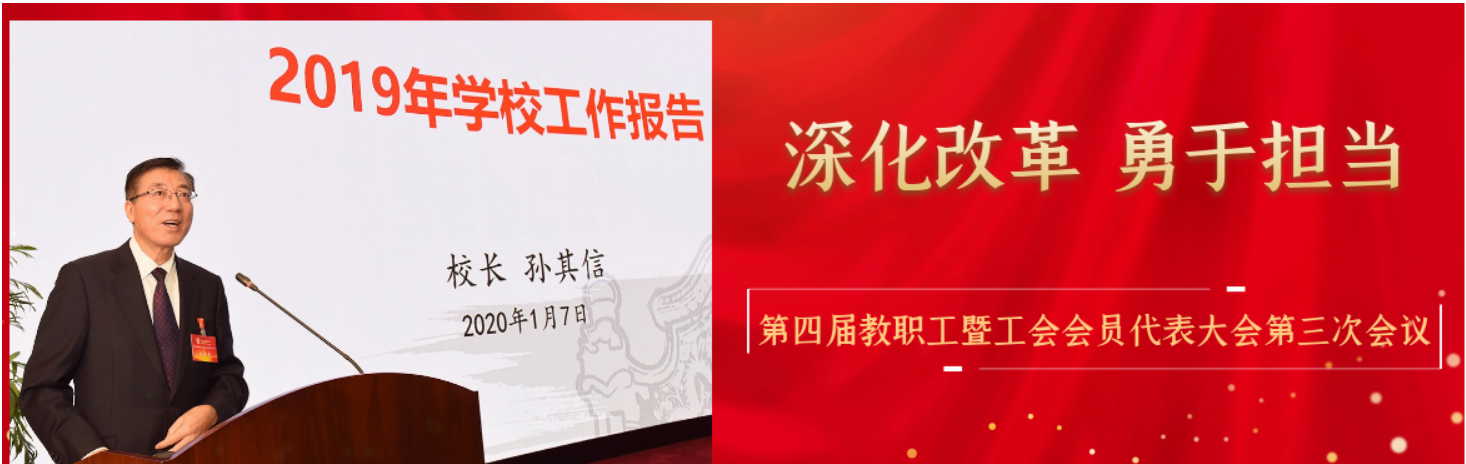 2019年学校工作报告
校长 孙其信
2020年1月7日
深化改革 勇于担当
第四届教职工暨工会会员代表大会第三次会议